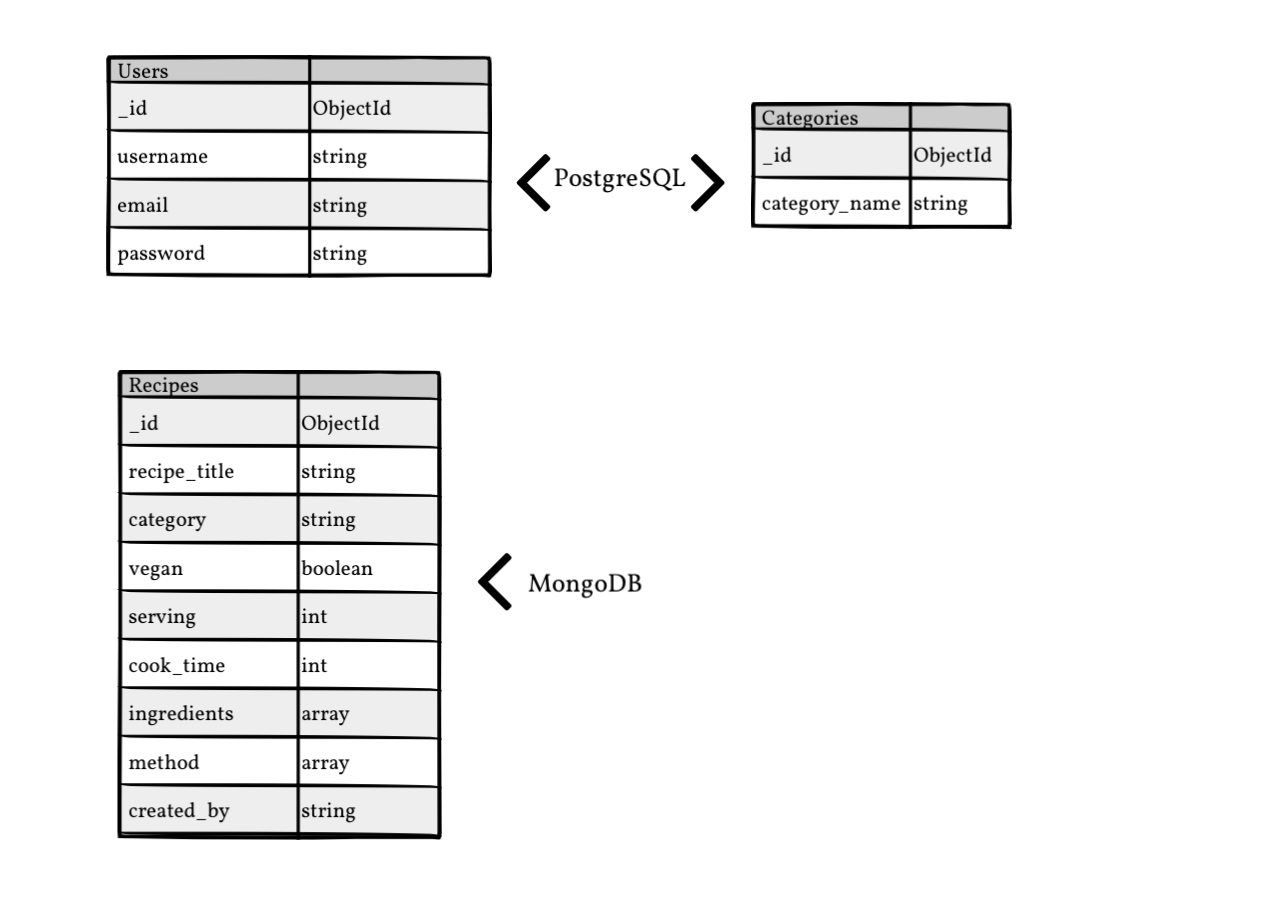 Users
_id ObjectId
username string
email string
password string
PostgreSQL
Categories
_id ObjectId
category_name string
Recipes
_id ObjectId
recipe_title string
category string
vegan boolean
serving int
cook_time int
ingredients array
method array
created_by string
MongoDB